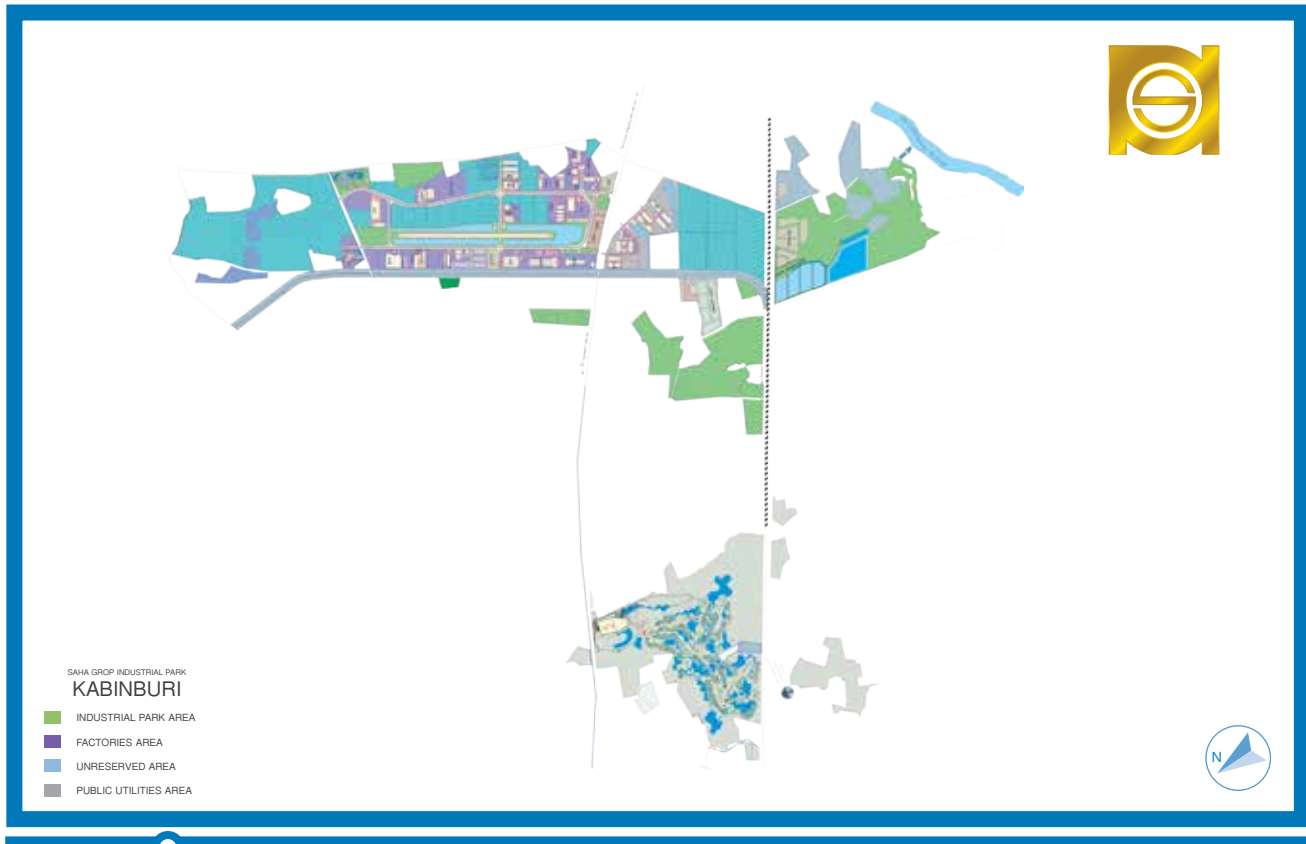 SAHA GROP INDUSTRIAL PARK
KABINBURI
INDUSTRIAL PARK AREA
FACTORIES AREA
UNRESERVED AREA
PUBLIC UTILITIES AREA
N